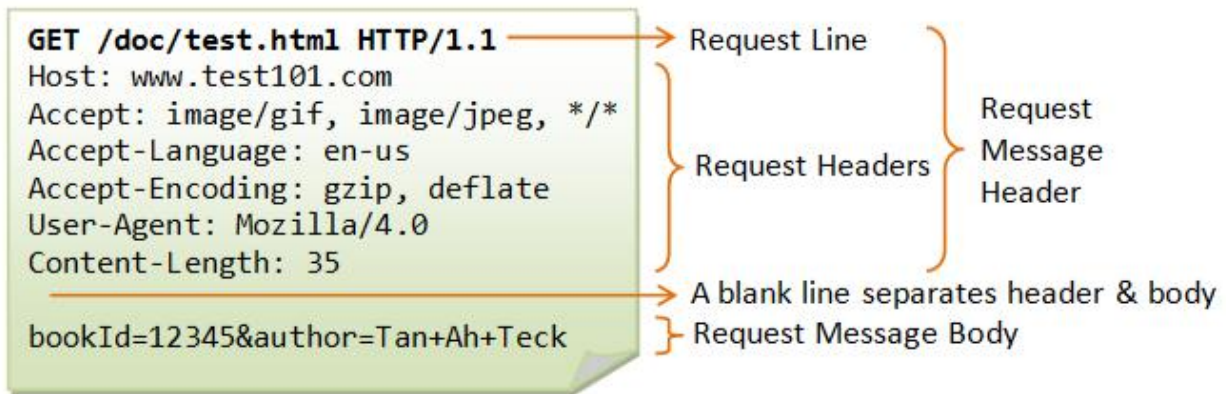 GET /doc/test.html HTTP/1.1
Host: www.test101.com
Accept: image/gif, image/jpeg, */*
Accept-Language: en-us
Accept-Encoding: gzip, deflate
User-Agent: Mozilla/4.0
Content-Length: 35
bookId=12345&author=Tan+Ah+Teck
Request Line
Request Headers
Request
Message
Header
A blank line separates header & body
Request Message Body